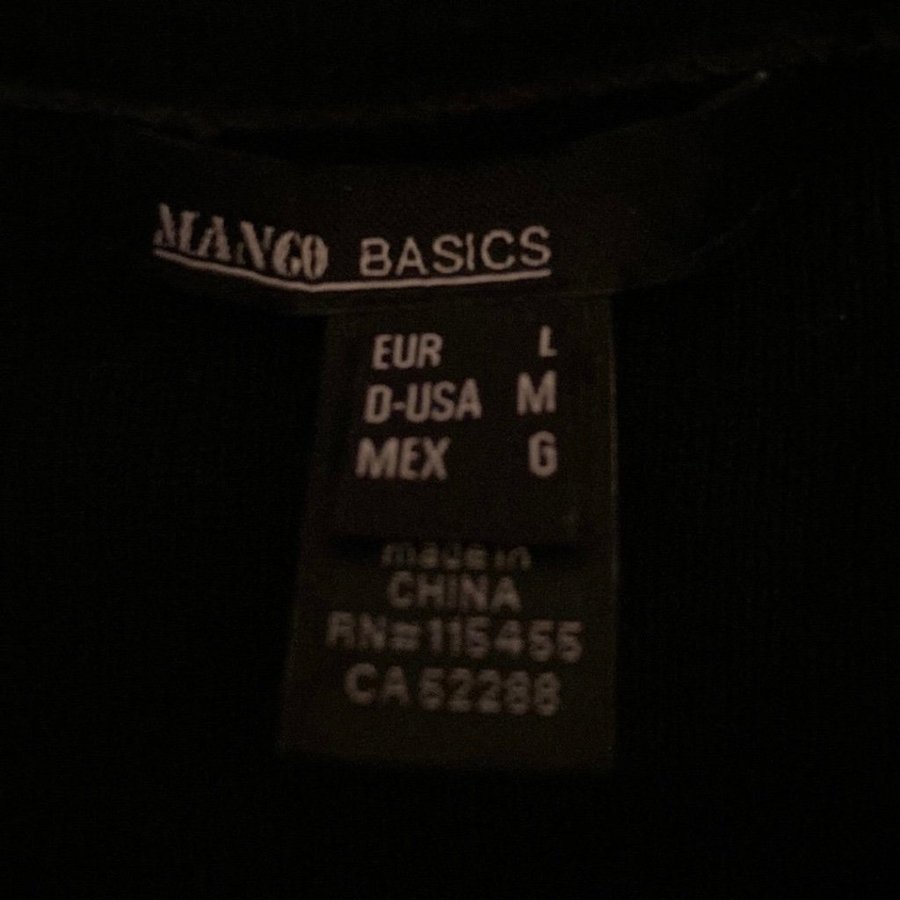 MANGO BASICS
EUR L
D-USA M
MEX G
made in
CHINA
RN#115455
CA 52288